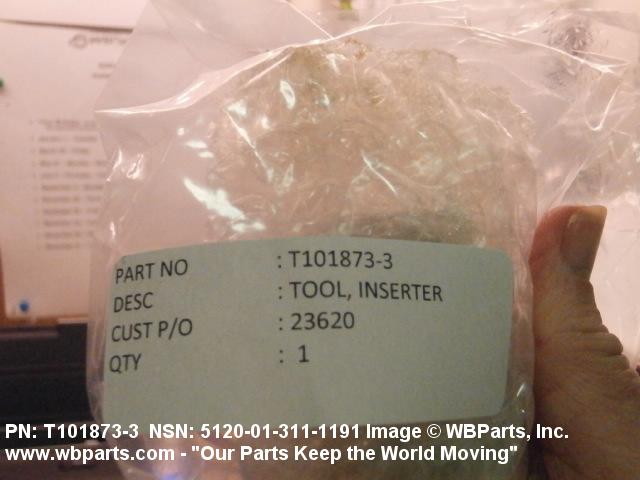 PART NO : T101873-3
DESC : TOOL, INSERTER
CUST P/O : 23620
QTY : 1
PN: T101873-3 NSN: 5120-01-311-1191 Image © WBParts, Inc.
www.wbparts.com - "Our Parts Keep the World Moving"